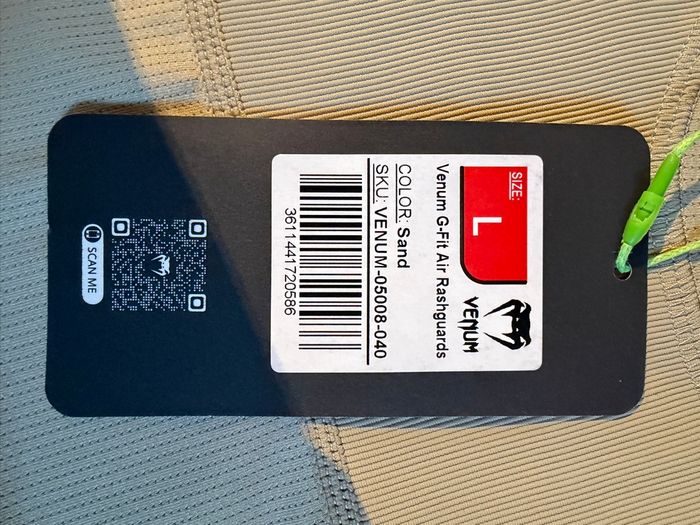 SIZE:
L
VENUM
Venum G-Fit Air Rashguards
COLOR: Sand
SKU: VENUM-05008-040
3611441720586
SCAN ME